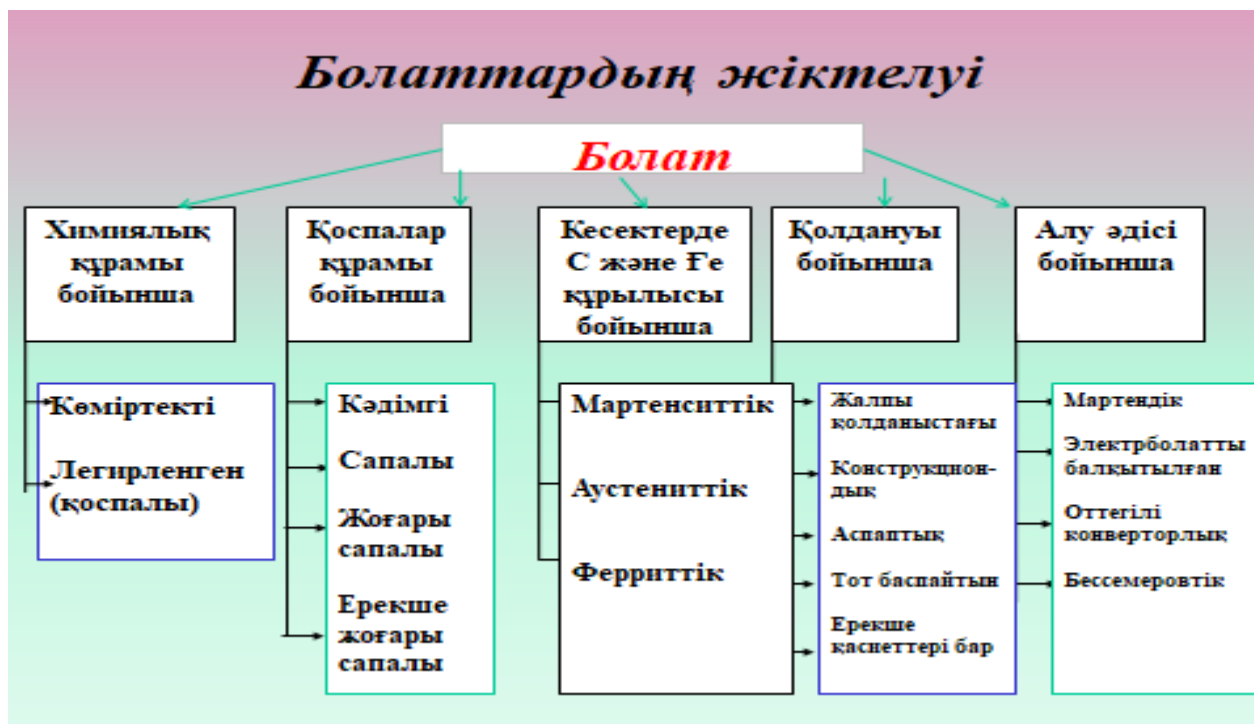 Болаттардың жіктелуі
Болат
Химиялық
құрамы
бойынша
Қоспалар
құрамы
бойынша
Кесектерде
С және Ғе
құрылысы
бойынша
Қолдануы
бойынша
Алу әдісі
бойынша
Көміртекті
Легирленген
(қоспалы)
Кәдімгі
Сапалы
Жоғары
сапалы
Ерекше
жоғары
сапалы
Мартенситтік
Аустениттік
Ферриттік
Жалпы
қолданыстағы
Конструкцион-
дық
Аспаптық
Тот баспайтын
Ерекше
қасиеттері бар
Мартендік
Электрболатты
балқытылған
Оттегілі
конверторлық
Бессемеровтік